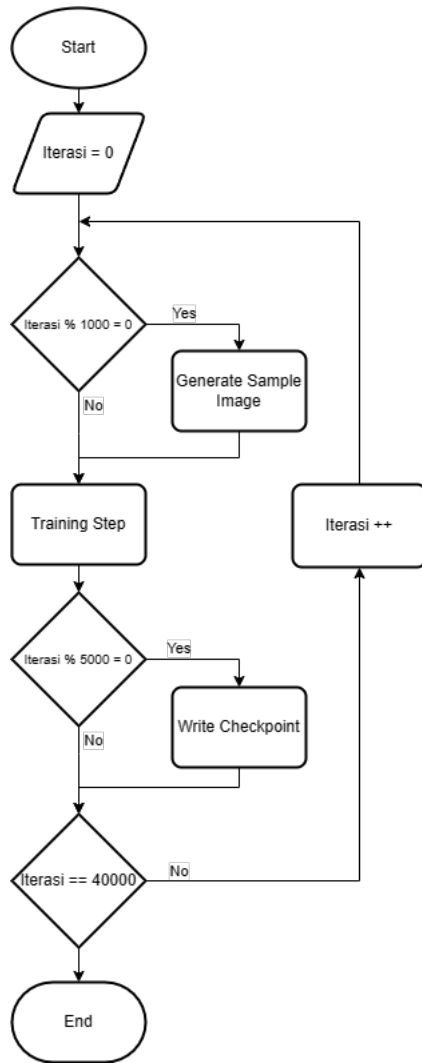 Start
Iterasi = 0
Iterasi % 1000 = 0
Yes
Generate Sample
Image
No
Training Step
Iterasi ++
Iterasi % 5000 = 0
Yes
Write Checkpoint
No
Iterasi == 40000
No
End